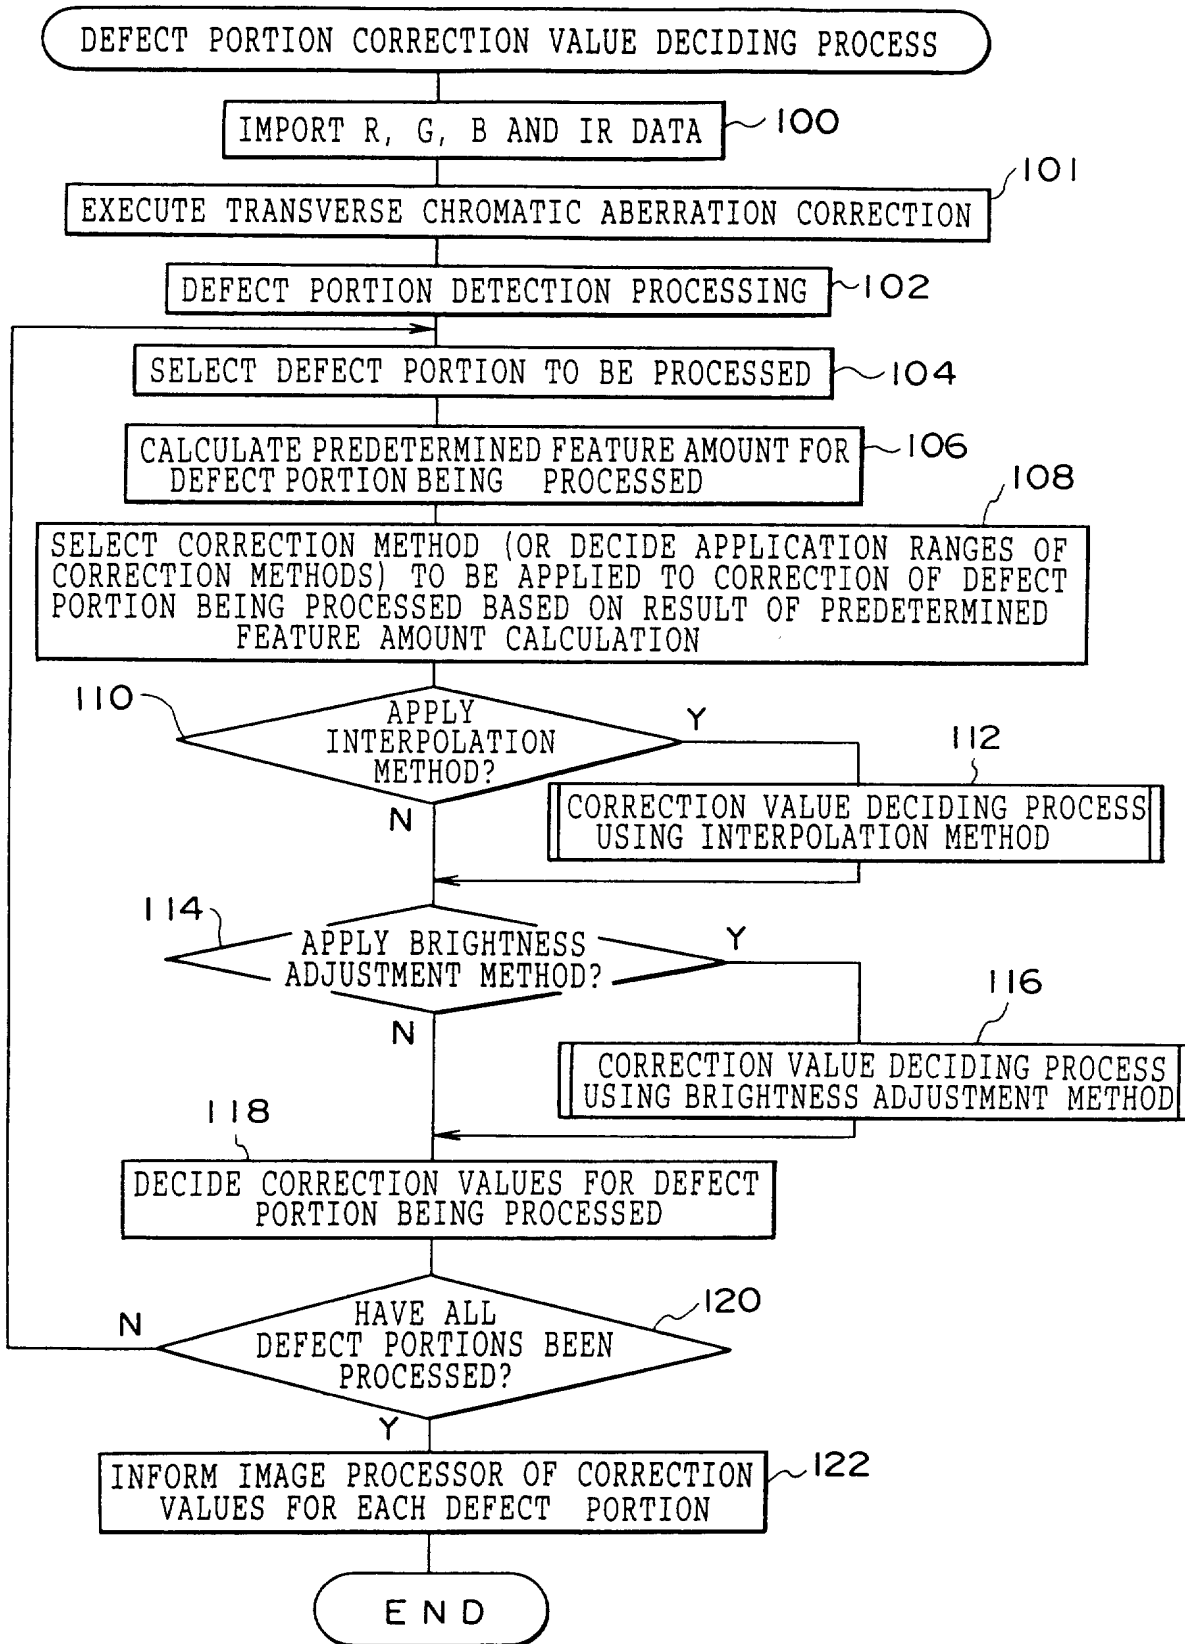 DEFECT PORTION CORRECTION VALUE DECIDING PROCESS
IMPORT R, G, B AND IR DATA
100
101
EXECUTE TRANSVERSE CHROMATIC ABERRATION CORRECTION
DEFECT PORTION DETECTION PROCESSING
102
SELECT DEFECT PORTION TO BE PROCESSED
104
CALCULATE PREDETERMINED FEATURE AMOUNT FOR
DEFECT PORTION BEING PROCESSED
106
108
SELECT CORRECTION METHOD (OR DECIDE APPLICATION RANGES OF
CORRECTION METHODS) TO BE APPLIED TO CORRECTION OF DEFECT
PORTION BEING PROCESSED BASED ON RESULT OF PREDETERMINED
FEATURE AMOUNT CALCULATION
110
APPLY
INTERPOLATION
METHOD?
Y
N
112
CORRECTION VALUE DECIDING PROCESS
USING INTERPOLATION METHOD
114
APPLY BRIGHTNESS
ADJUSTMENT METHOD?
Y
N
116
CORRECTION VALUE DECIDING PROCESS
USING BRIGHTNESS ADJUSTMENT METHOD
118
DECIDE CORRECTION VALUES FOR DEFECT
PORTION BEING PROCESSED
120
N
HAVE ALL
DEFECT PORTIONS BEEN
PROCESSED?
Y
INFORM IMAGE PROCESSOR OF CORRECTION
VALUES FOR EACH DEFECT PORTION
122
END